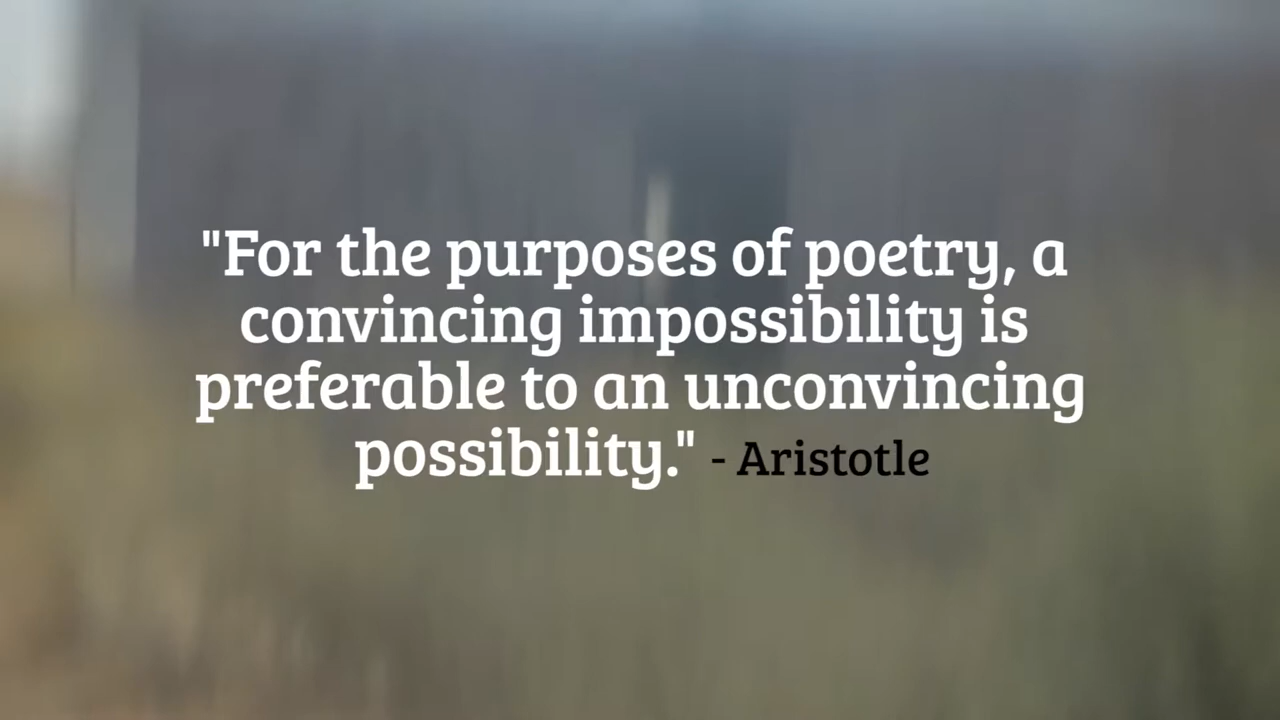 "For the purposes of poetry, a
convincing impossibility is
preferable to an unconvincing
possibility." - Aristotle